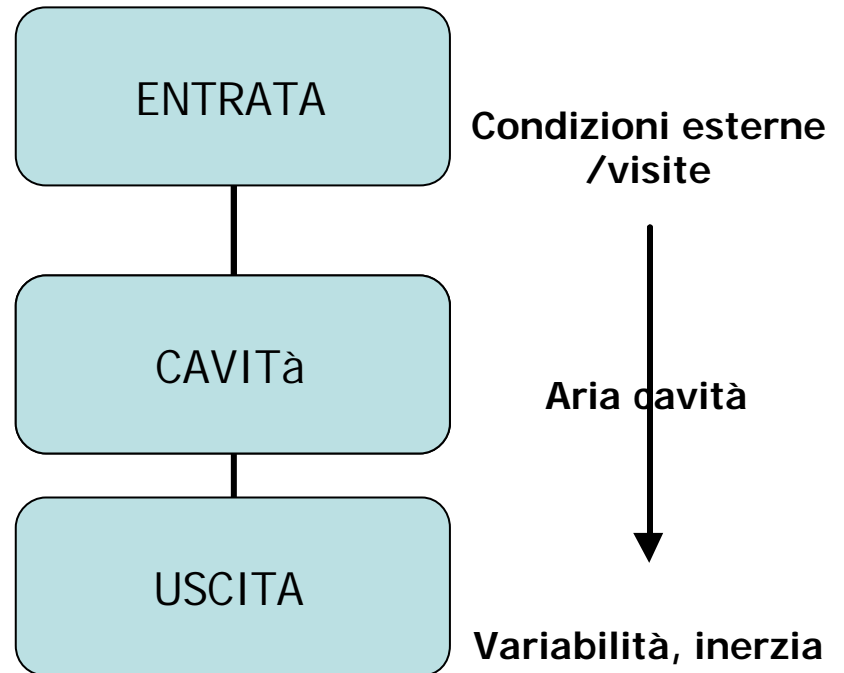 ENTRATA
Condizioni esterne
/visite
CAVITà
Aria cavità
USCITA
Variabilità, inerzia